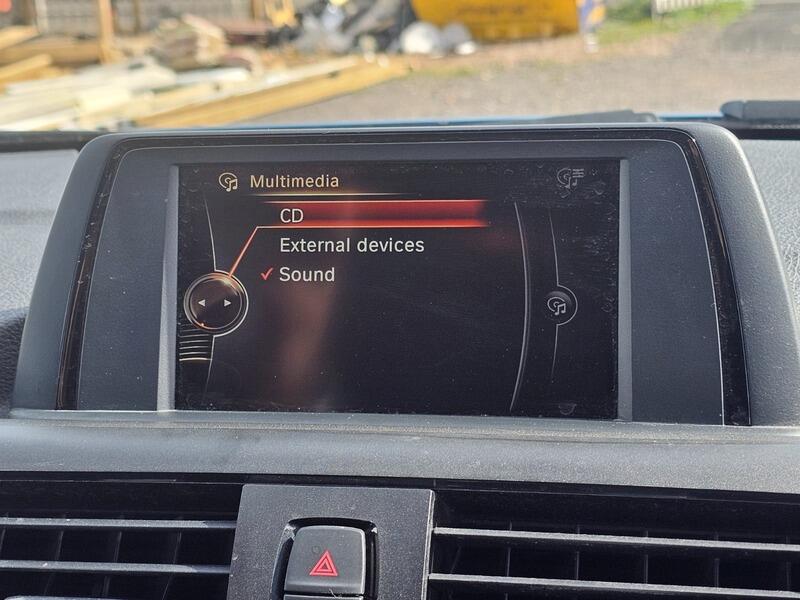 Multimedia
CD
External devices
Sound